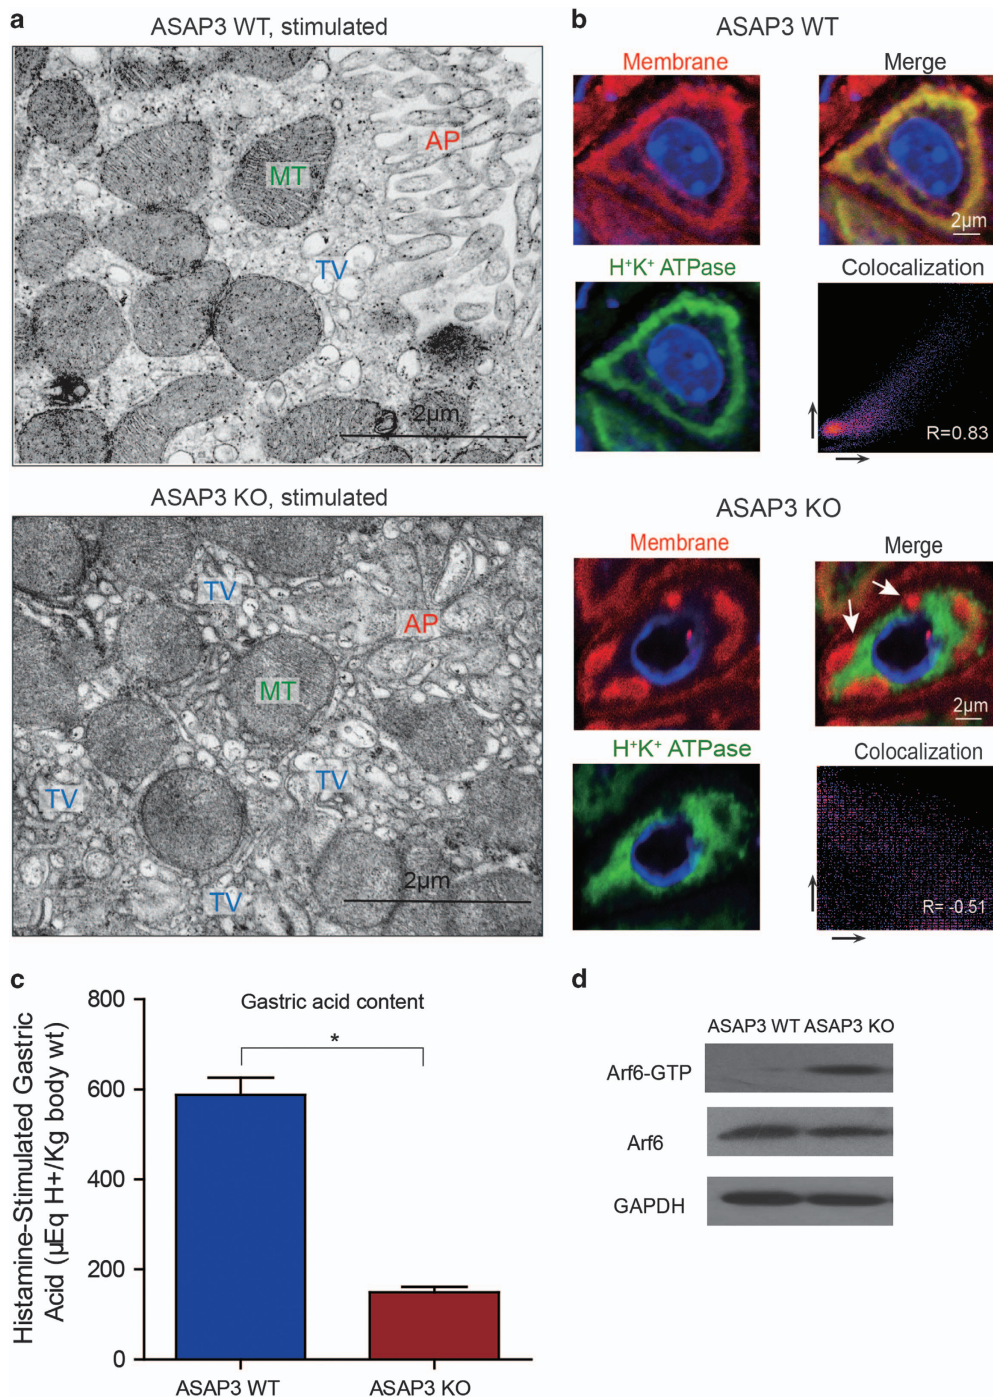 a
ASAP3 WT, stimulated
AP
MT
TV
2µm
ASAP3 KO, stimulated
TV
AP
MT
TV
TV
TV
2µm
b
ASAP3 WT
Membrane
Merge
2µm
H+K+ ATPase
Colocalization
R=0.83
ASAP3 KO
Membrane
Merge
2µm
H+K+ ATPase
Colocalization
R= -0.51
c
Gastric acid content
*
Histamine-Stimulated Gastric
Acid (µEq H+/Kg body wt)
800
600
400
200
0
ASAP3 WT
ASAP3 KO
d
ASAP3 WT ASAP3 KO
Arf6-GTP
Arf6
GAPDH